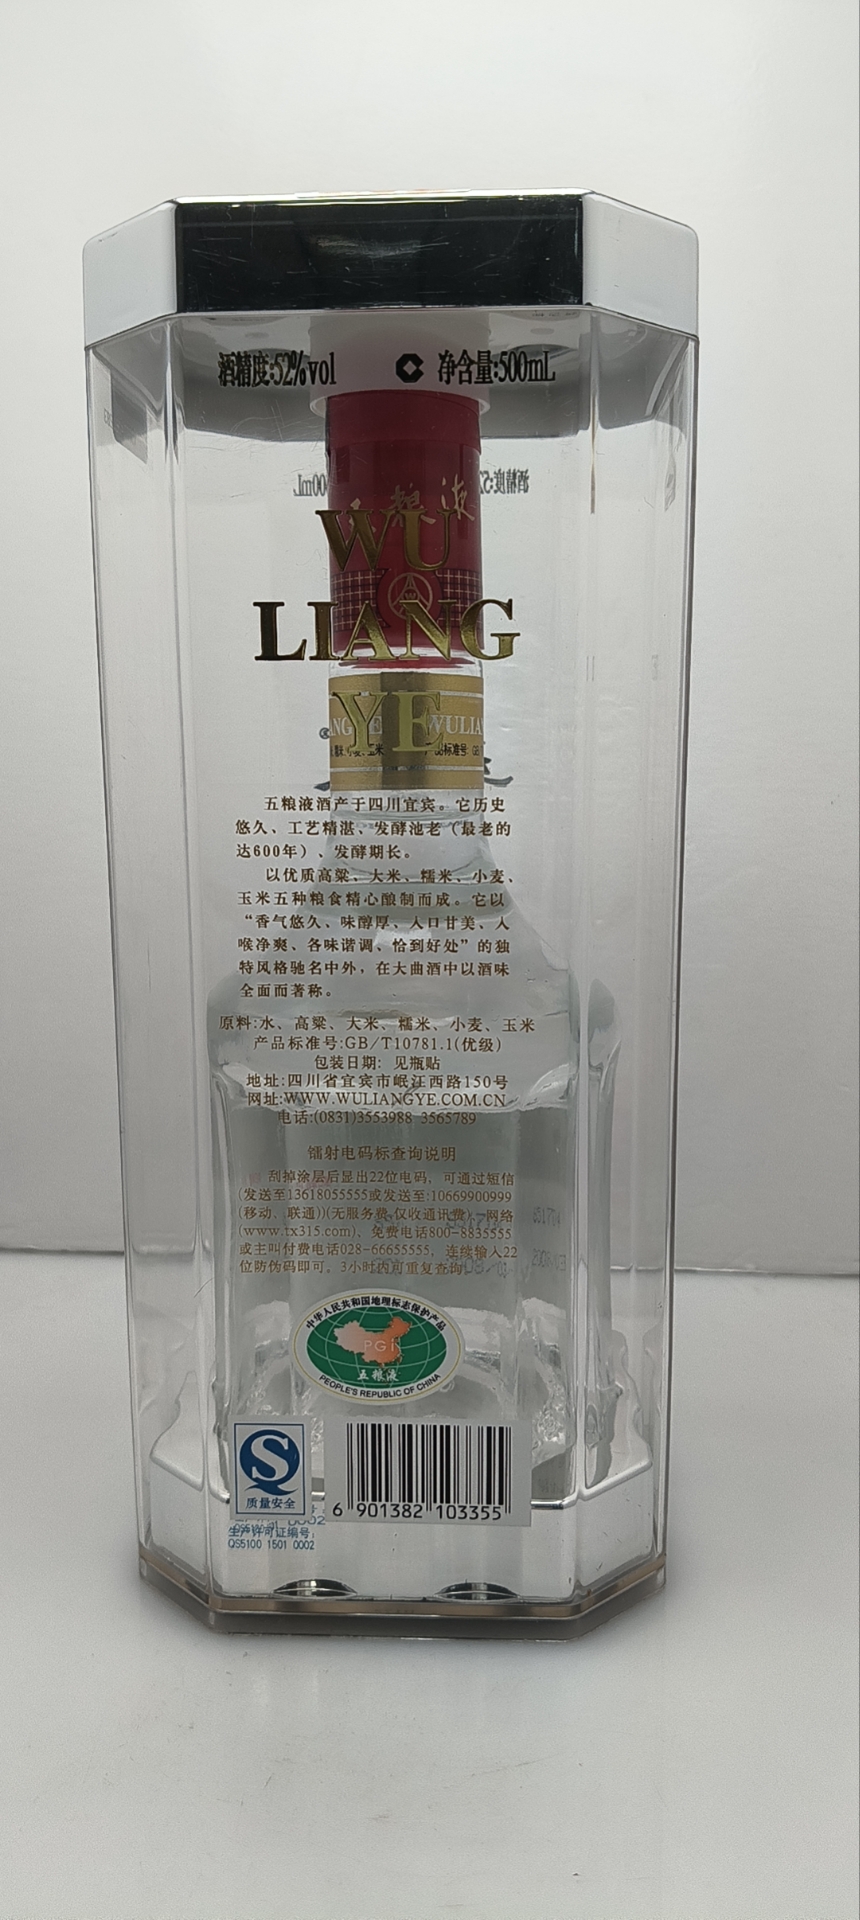 酒精度:52%vol 净含量:500mL
WU
LIANG
YE
五粮液酒产于四川宜宾。它历史
悠久、工艺精湛、发酵池老（最老的
达600年）、发酵期长。
以优质高粱、大米、糯米、小麦、
玉米五种粮食精心酿制而成。它以
“香气悠久、味醇厚、入口甘美、入
喉净爽、各味谐调、恰到好处”的独
特风格驰名中外，在大曲酒中以酒味
全面而著称。
原料:水、高粱、大米、糯米、小麦、玉米
产品标准号:GB/T10781.1(优级)
包装日期: 见瓶贴
地址:四川省宜宾市岷江西路150号
网址:WWW.WULIANGYE.COM.CN
电话:(0831)3553988 3565789
镭射电码标查询说明
刮掉涂层后显出22位电码，可通过短信
(发送至13618055555或发送至:10669900999
(移动、联通))(无服务费,仅收通讯费)、网络
(www.tx315.com)、免费电话800-8835555
或主叫付费电话028-66655555，连续输入22
位防伪码即可。3小时内可重复查询。
中华人民共和国地理标志保护产品
PGI
五粮液
PEOPLE'S REPUBLIC OF CHINA
质量安全
6 901382 103355
生产许可证编号:
QS5100 1501 0002